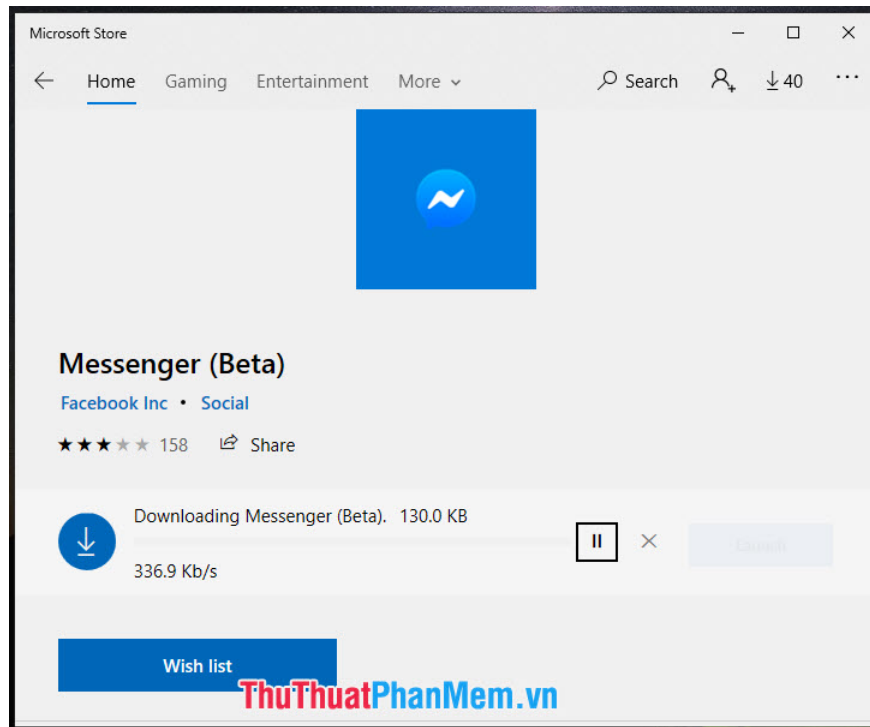 Microsoft Store
Home Gaming Entertainment More Search 40
Messenger (Beta)
Facebook Inc • Social
158 Share
Downloading Messenger (Beta). 130.0 KB
336.9 Kb/s
Launch
Wish list
ThuThuatPhanMem.vn